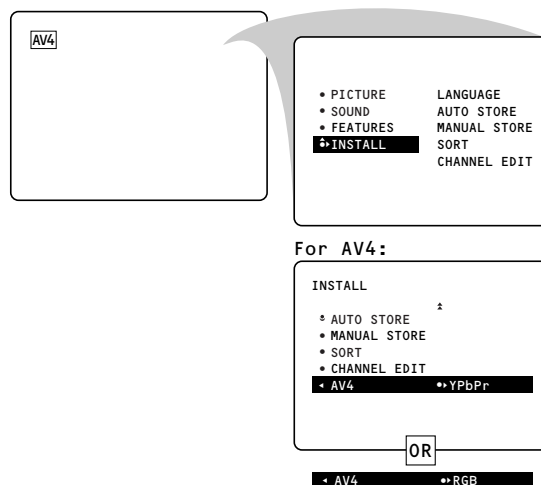 AV4
• PICTURE LANGUAGE
• SOUND AUTO STORE
• FEATURES MANUAL STORE
INSTALL SORT
CHANNEL EDIT
For AV4:
INSTALL
AUTO STORE
• MANUAL STORE
• SORT
• CHANNEL EDIT
◂ AV4 •▸YPbPr
OR
◂ AV4 •▸RGB